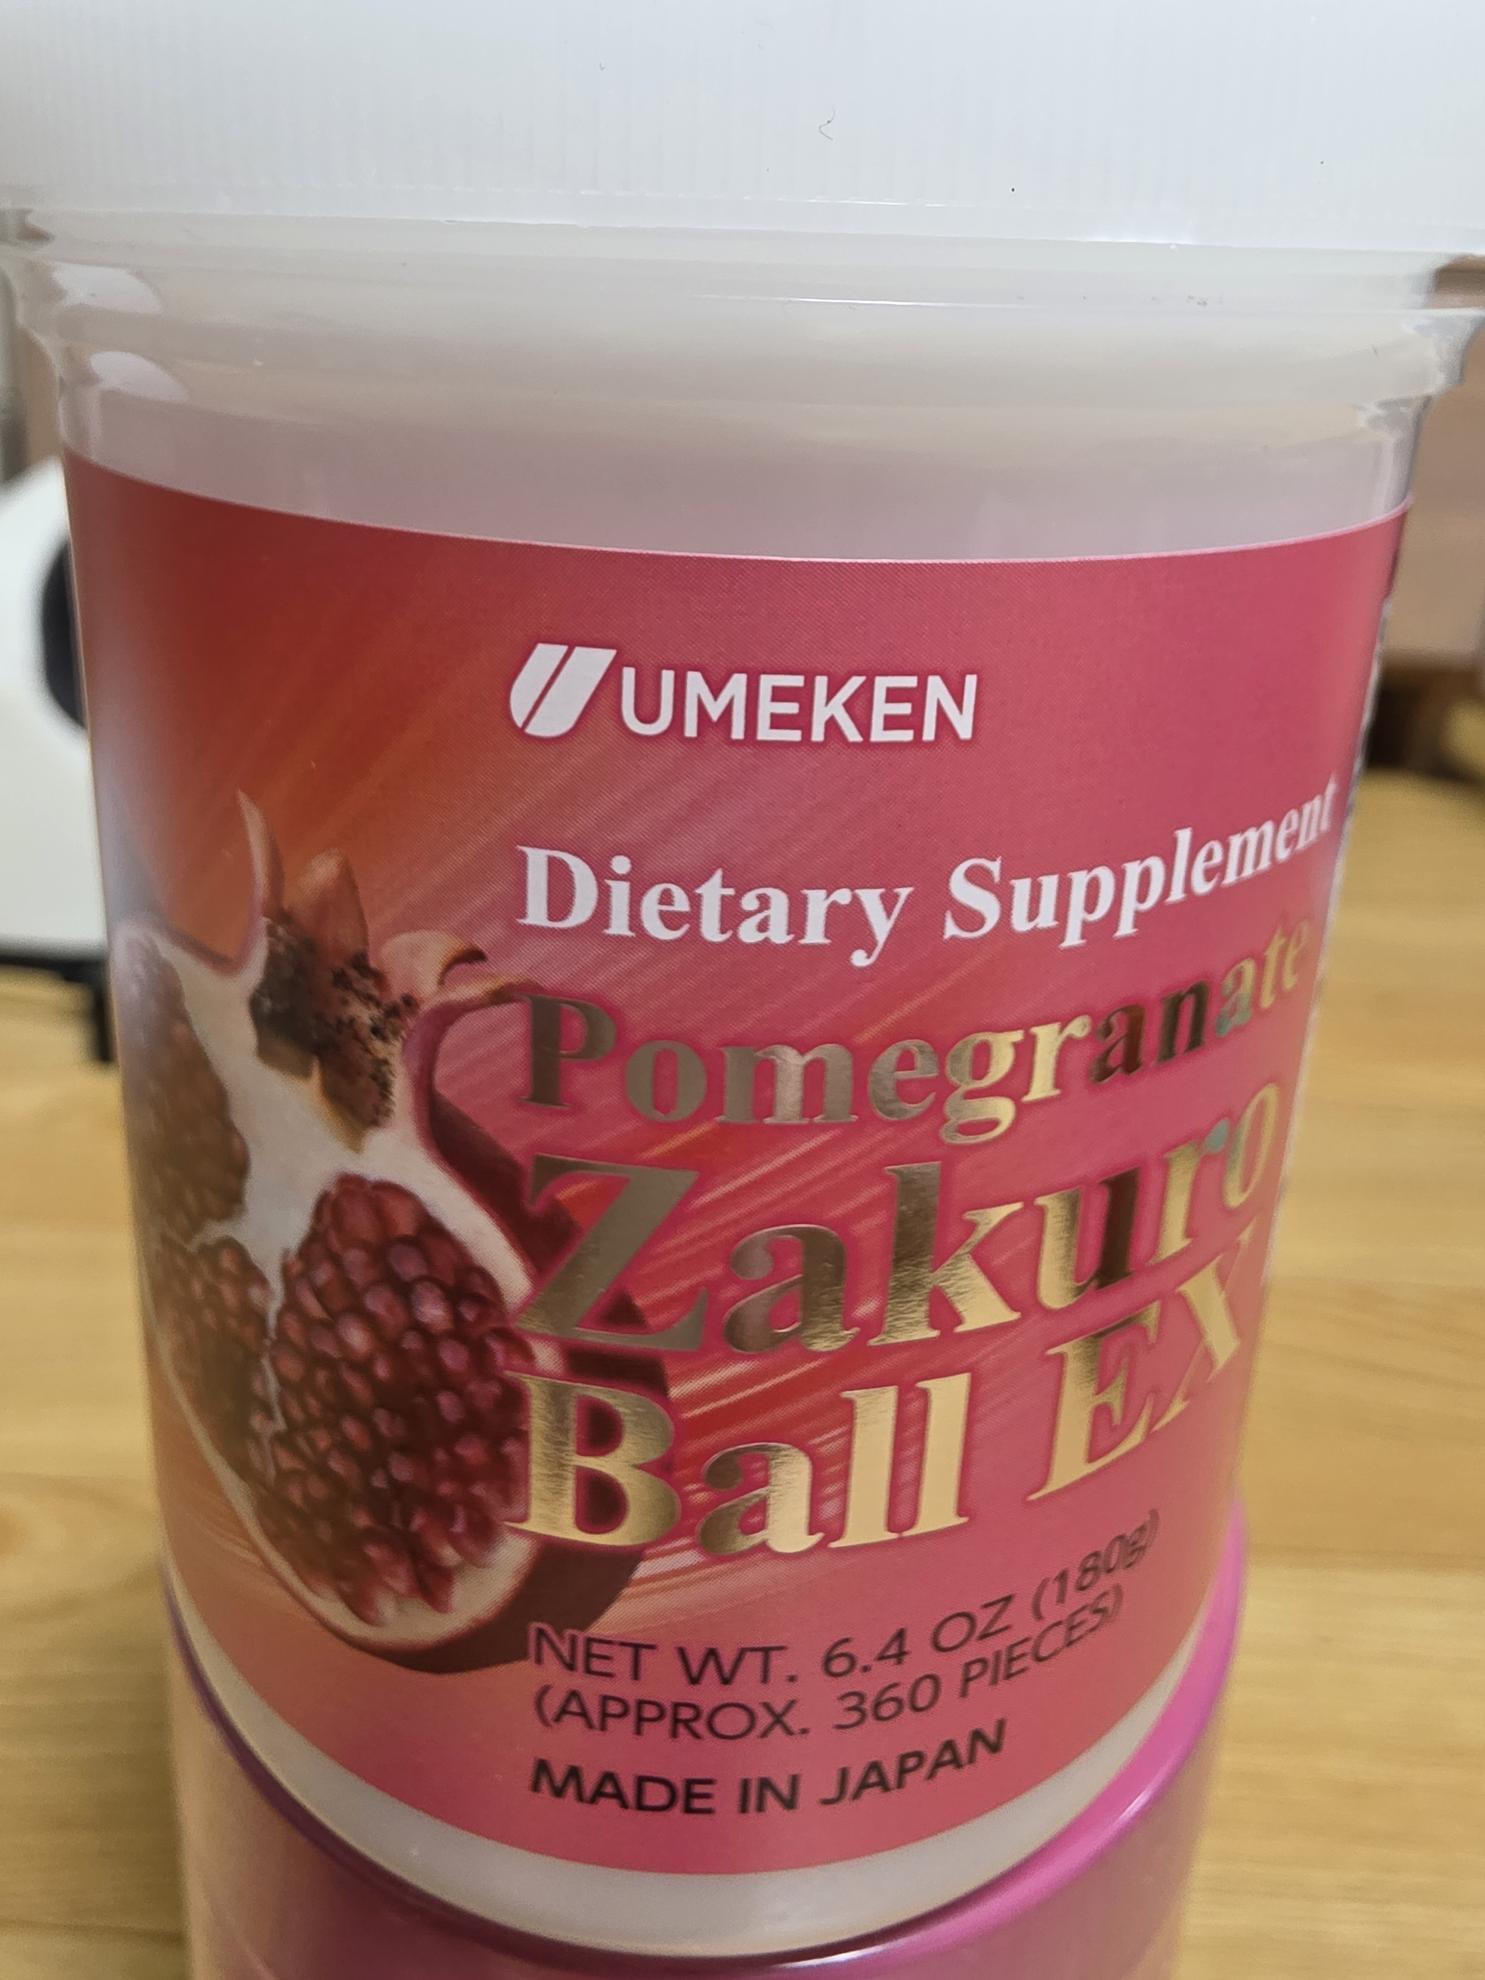 UMEKEN
Dietary Supplement
Pomegranate
Zakuro
Ball EX
NET WT. 6.4 OZ (180g)
(APPROX. 360 PIECES)
MADE IN JAPAN